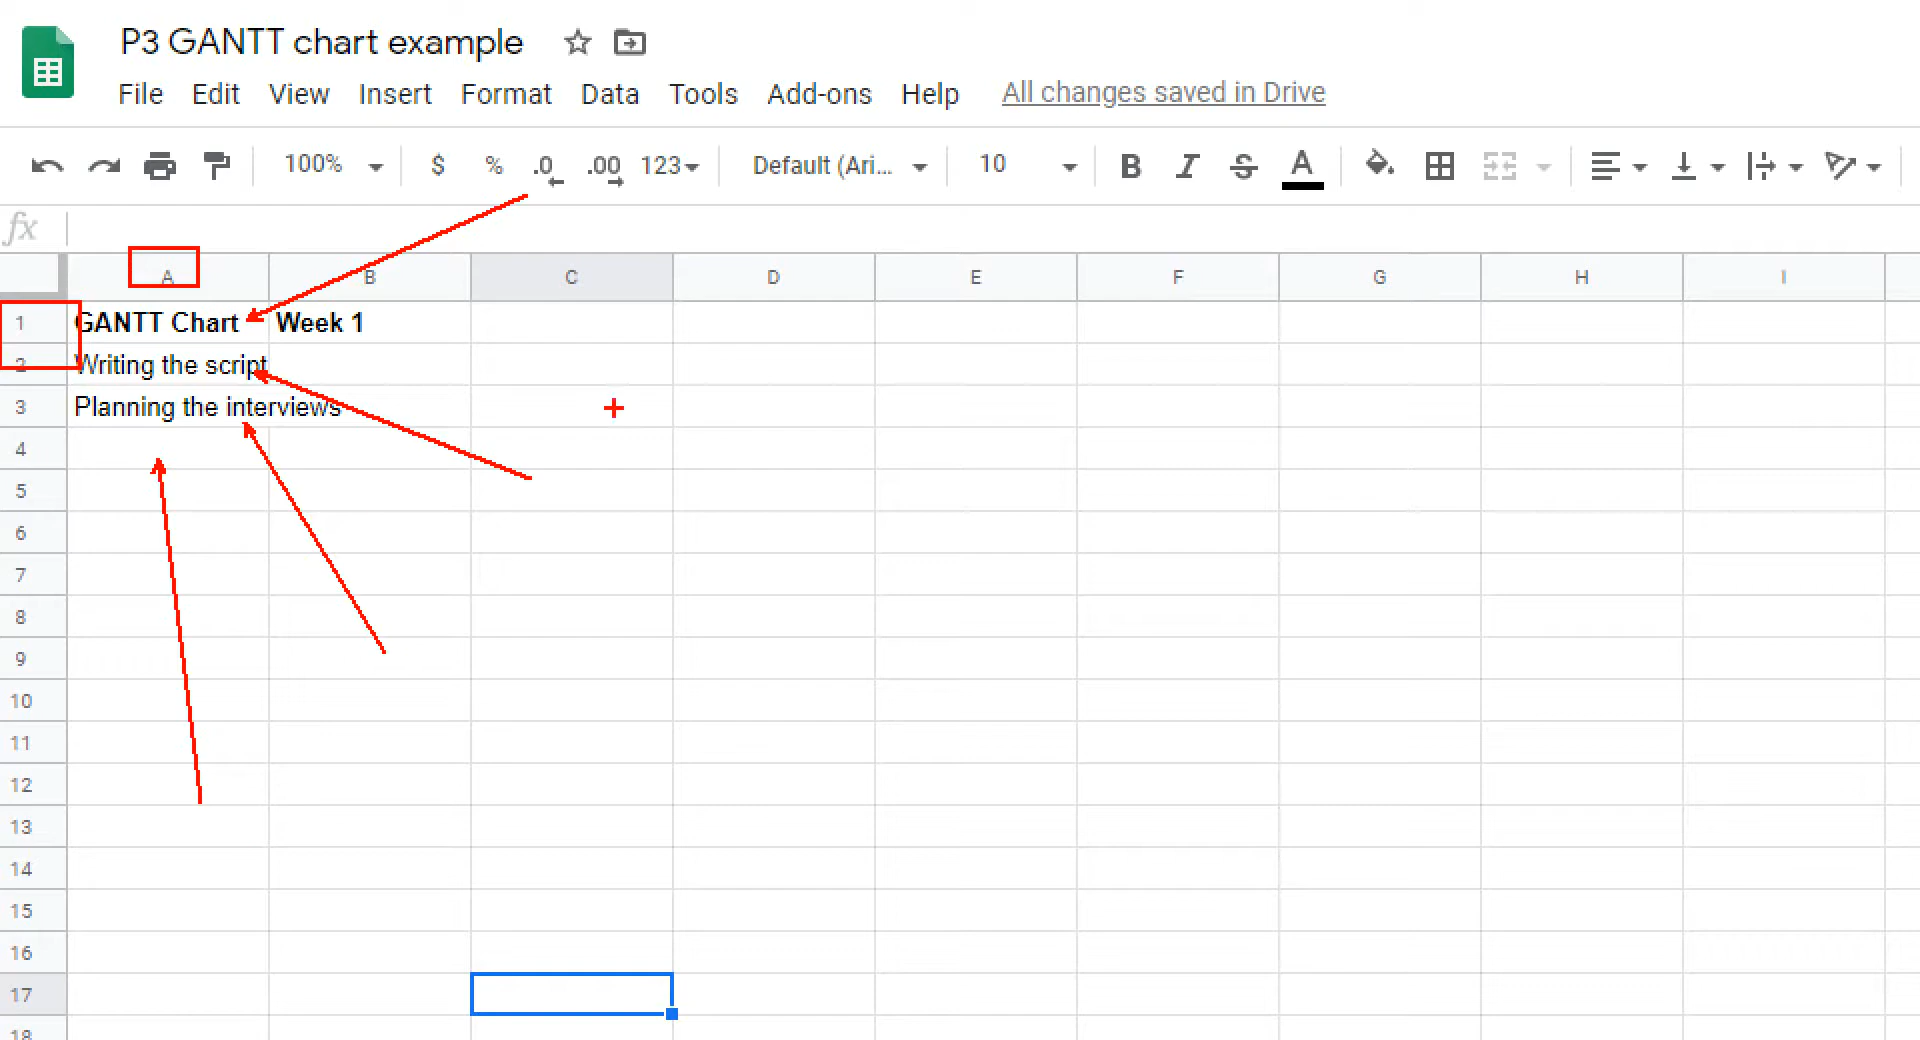 P3 GANTT chart example
File Edit View Insert Format Data Tools Add-ons Help All changes saved in Drive
100% $ % .0 .00 123 Default (Ari... 10 B I S A
fx
A B C D E F G H I
1 GANTT Chart Week 1
2 Writing the script
3 Planning the interviews
4
5
6
7
8
9
10
11
12
13
14
15
16
17
18